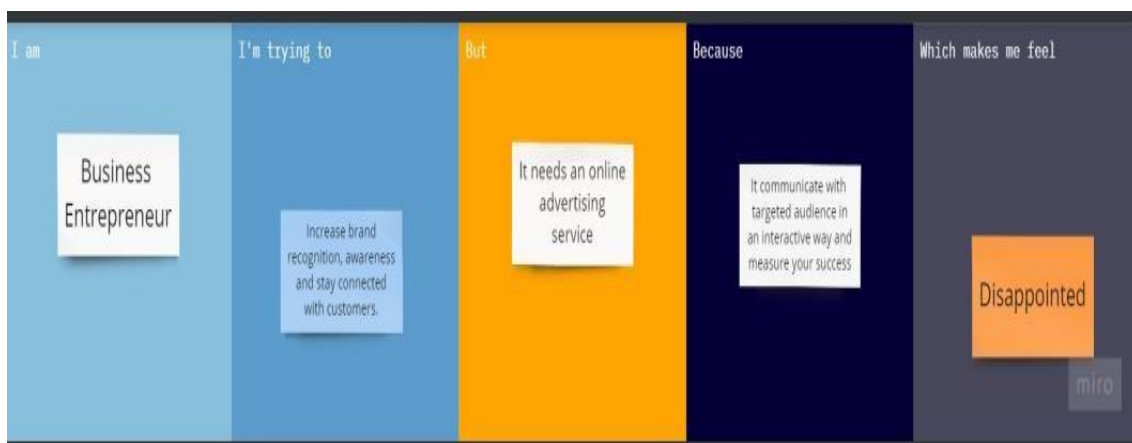 I am
Business
Entrepreneur
I'm trying to
Increase brand
recognition, awareness
and stay connected
with customers.
But
It needs an online
advertising
service
Because
It communicate with
targeted audience in
an interactive way and
measure your success
Which makes me feel
Disappointed
miro